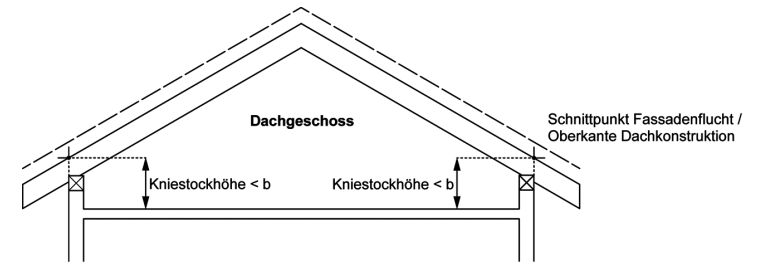 Dachgeschoss
Schnittpunkt Fassadenflucht /
Oberkante Dachkonstruktion
Kniestockhöhe < b
Kniestockhöhe < b